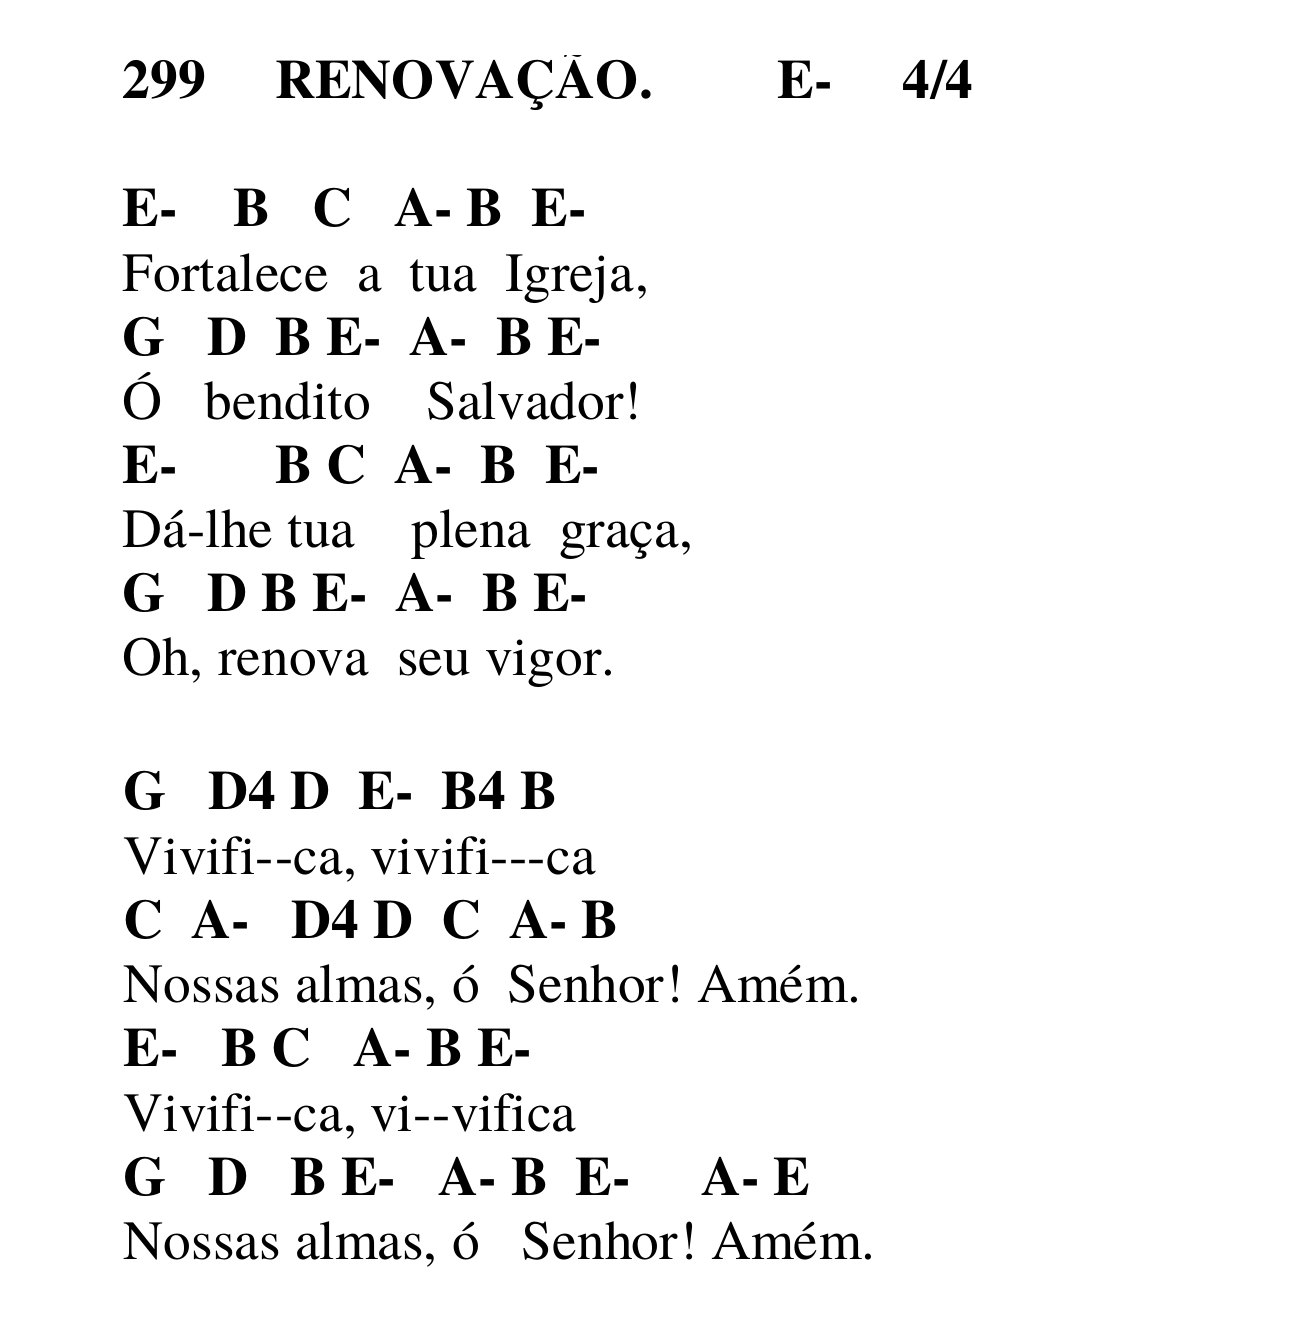 299 RENOVAÇÃO. E- 4/4
E- B C A- B E-
Fortalece a tua Igreja,
G D B E- A- B E-
Ó bendito Salvador!
E- B C A- B E-
Dá-lhe tua plena graça,
G D B E- A- B E-
Oh, renova seu vigor.
G D4 D E- B4 B
Vivifi--ca, vivifi---ca
C A- D4 D C A- B
Nossas almas, ó Senhor! Amém.
E- B C A- B E-
Vivifi--ca, vi--vifica
G D B E- A- B E- A- E
Nossas almas, ó Senhor! Amém.